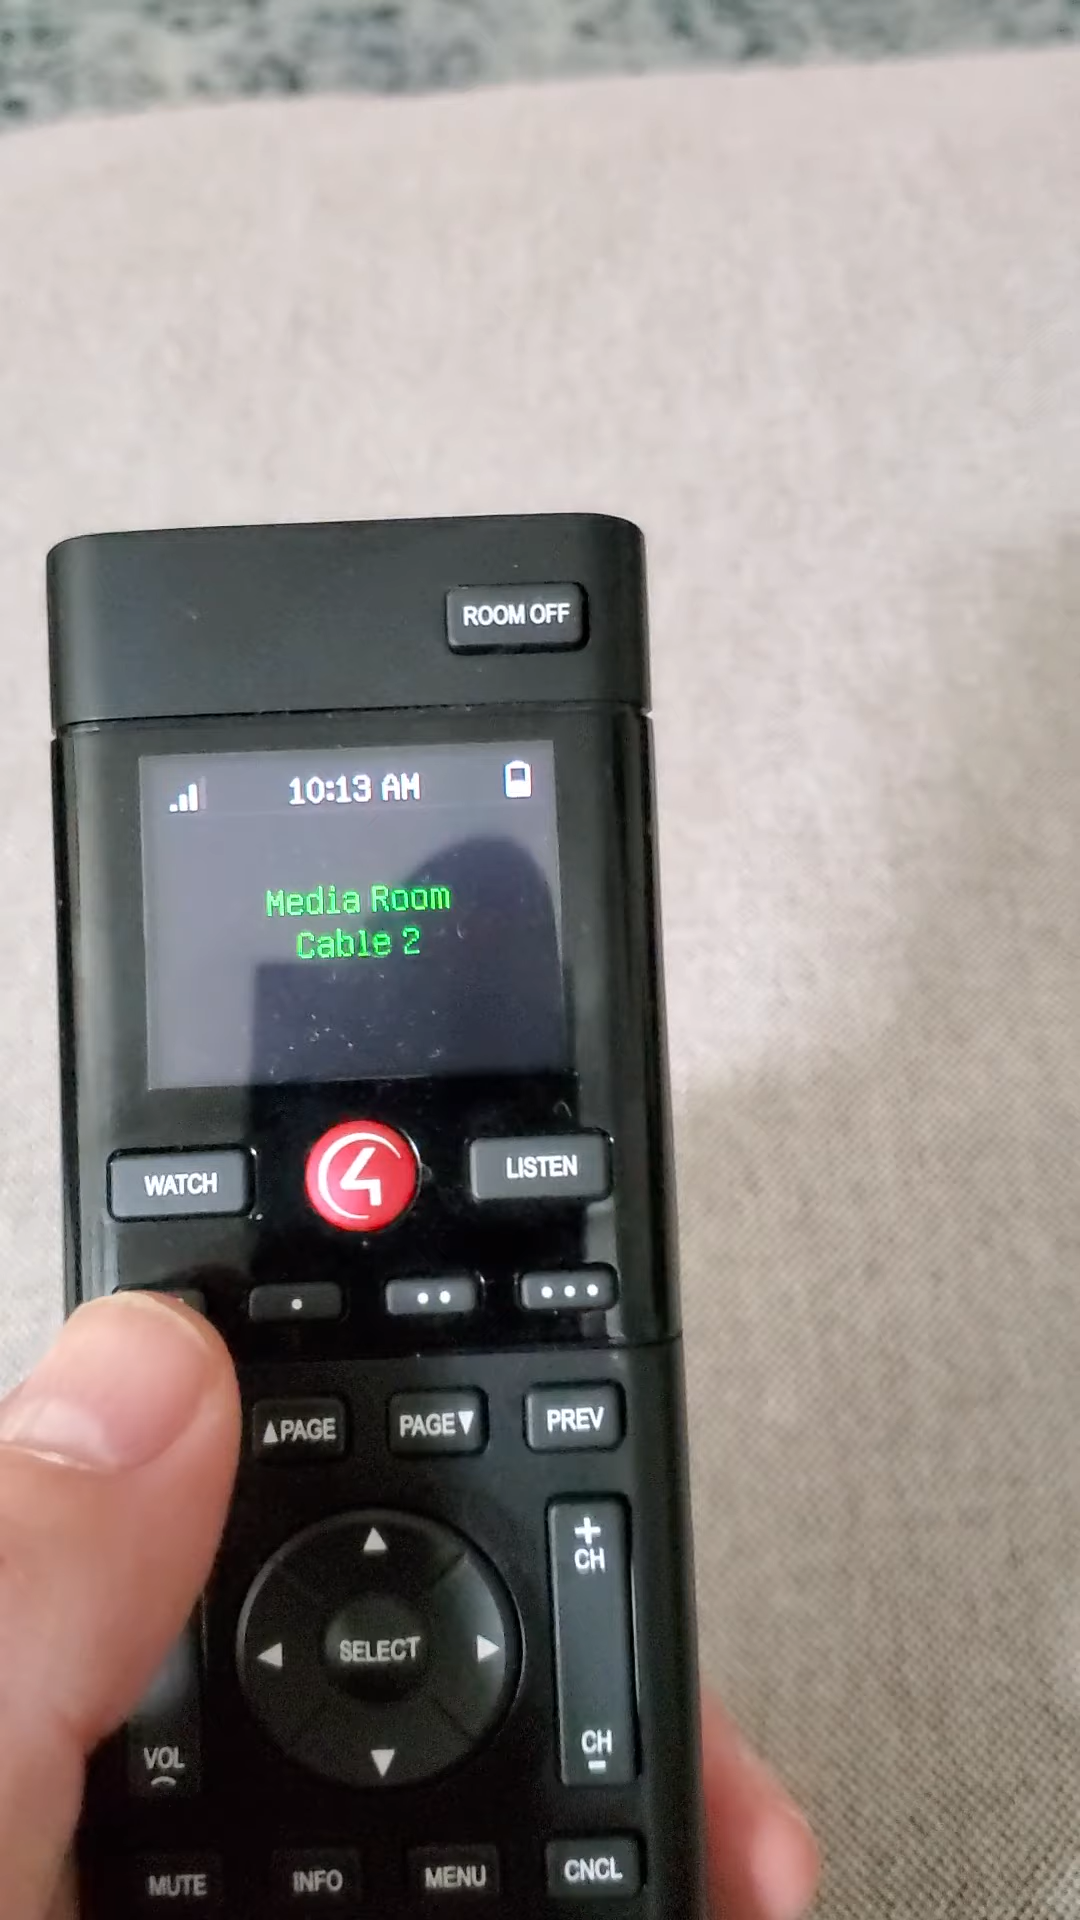 ROOM OFF
10:13 AM
Media Room
Cable 2
WATCH
4
LISTEN
▲PAGE
PAGE▼
PREV
+
CH
SELECT
CH
-
VOL
MUTE
INFO
MENU
CNCL